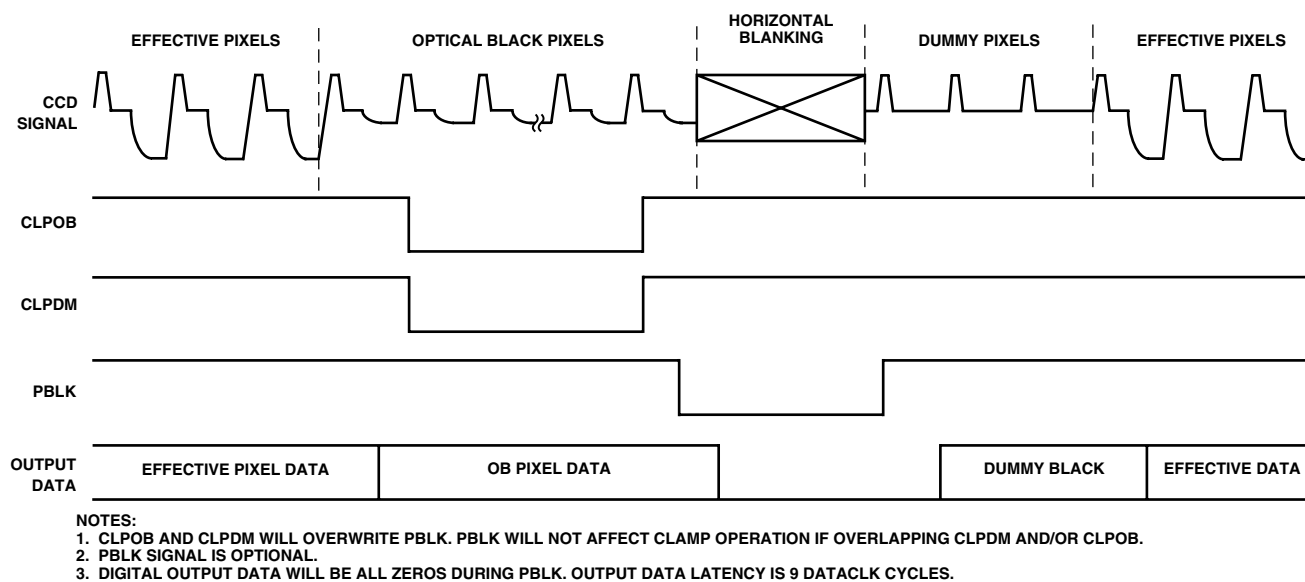 HORIZONTAL
BLANKING
EFFECTIVE PIXELS
OPTICAL BLACK PIXELS
DUMMY PIXELS
EFFECTIVE PIXELS
CCD
SIGNAL
CLPOB
CLPDM
PBLK
OUTPUT
DATA
EFFECTIVE PIXEL DATA
OB PIXEL DATA
DUMMY BLACK
EFFECTIVE DATA
NOTES:
1. CLPOB AND CLPDM WILL OVERWRITE PBLK. PBLK WILL NOT AFFECT CLAMP OPERATION IF OVERLAPPING CLPDM AND/OR CLPOB.
2. PBLK SIGNAL IS OPTIONAL.
3. DIGITAL OUTPUT DATA WILL BE ALL ZEROS DURING PBLK. OUTPUT DATA LATENCY IS 9 DATACLK CYCLES.